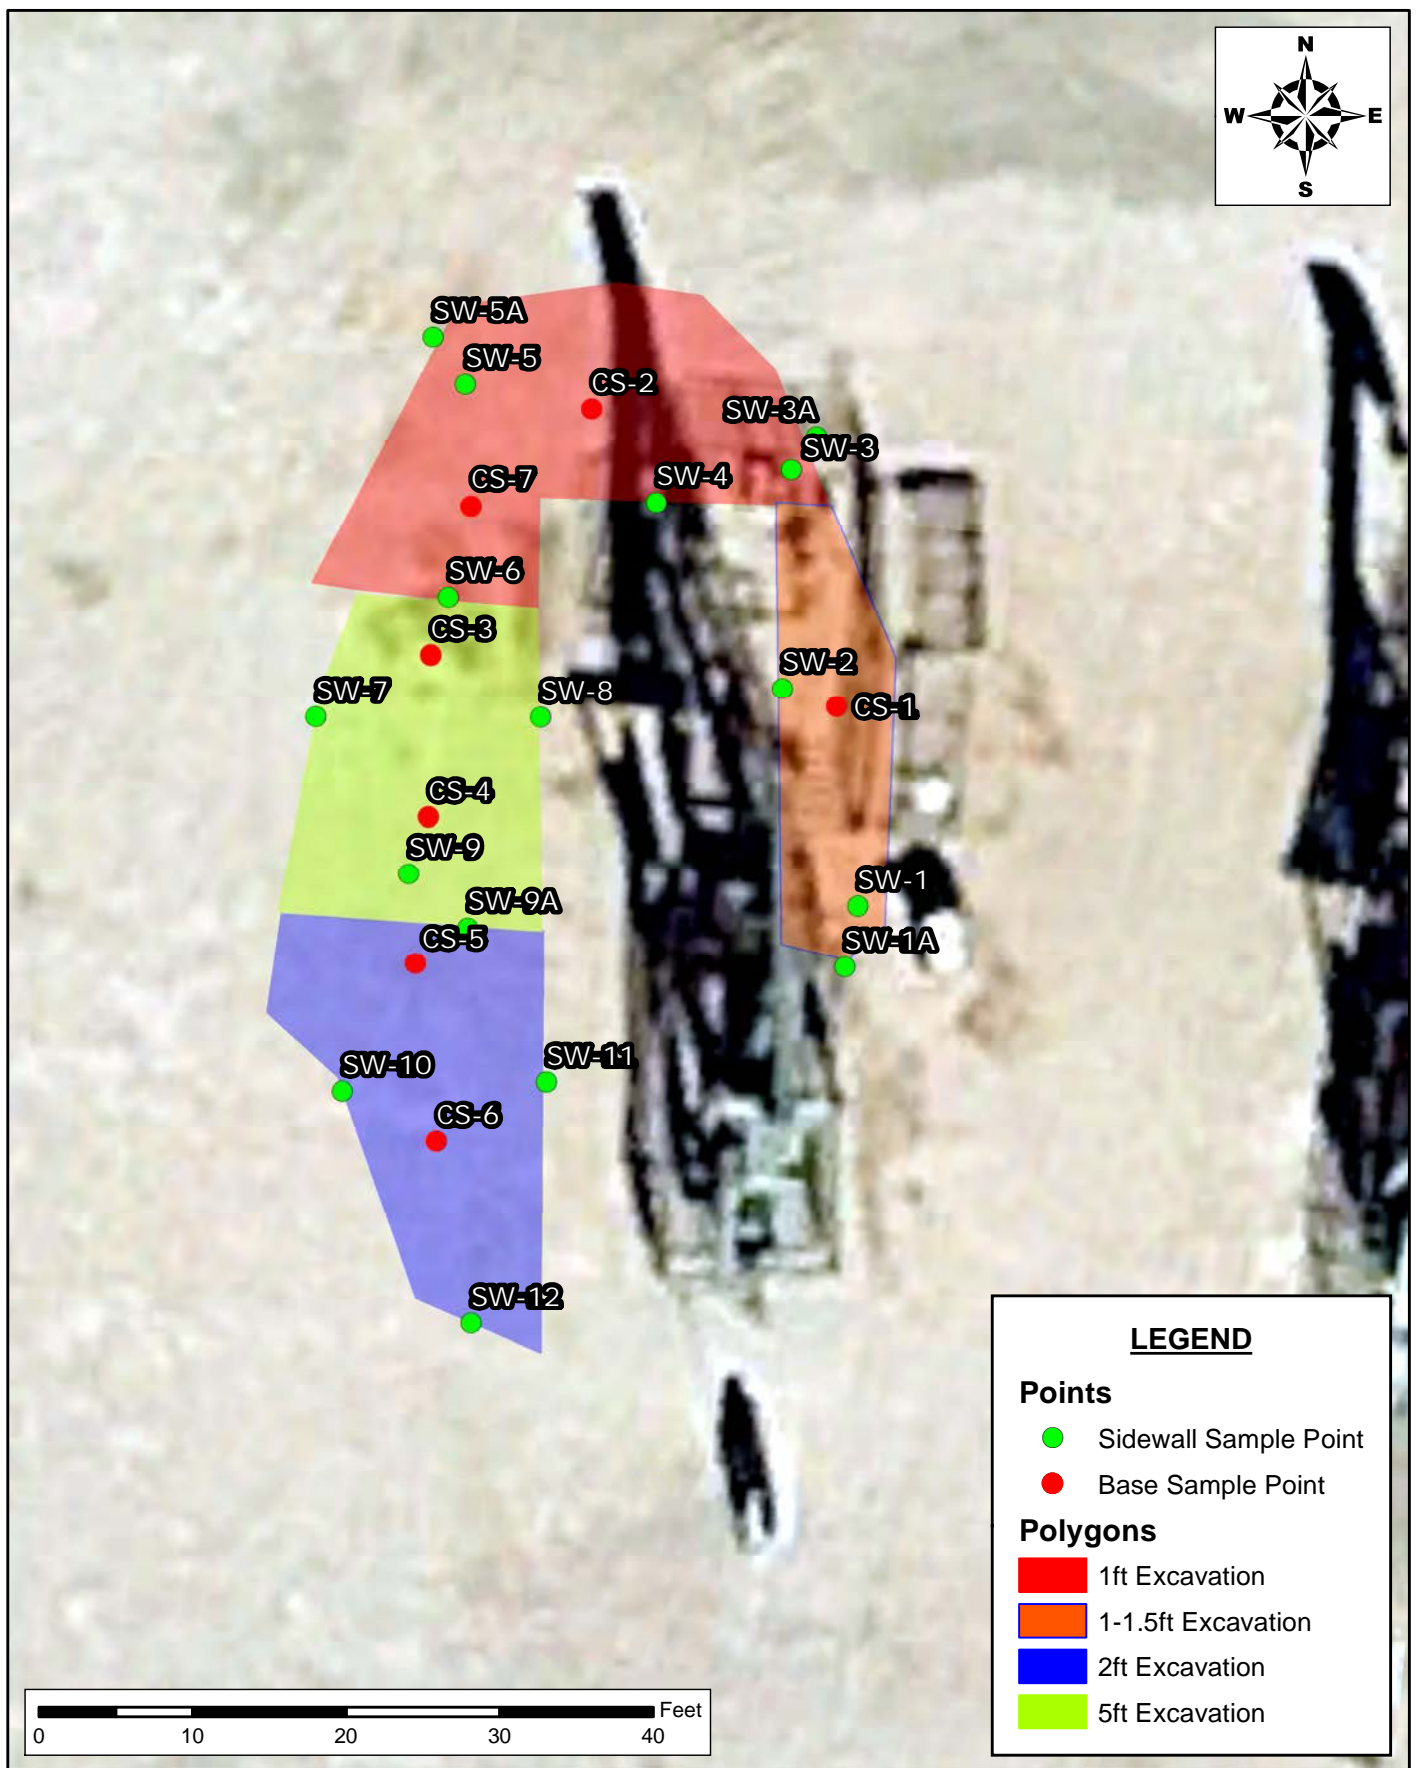 N
W E
S
SW-5A
SW-5
CS-2
SW-3A
SW-3
SW-4
CS-7
SW-6
CS-3
SW-2
SW-7
SW-8
CS-1
CS-4
SW-9
SW-1
SW-9A
CS-5
SW-1A
SW-11
SW-10
CS-6
SW-12
LEGEND
Points
Sidewall Sample Point
Base Sample Point
Polygons
1ft Excavation
1-1.5ft Excavation
2ft Excavation
5ft Excavation
Feet
0 10 20 30 40